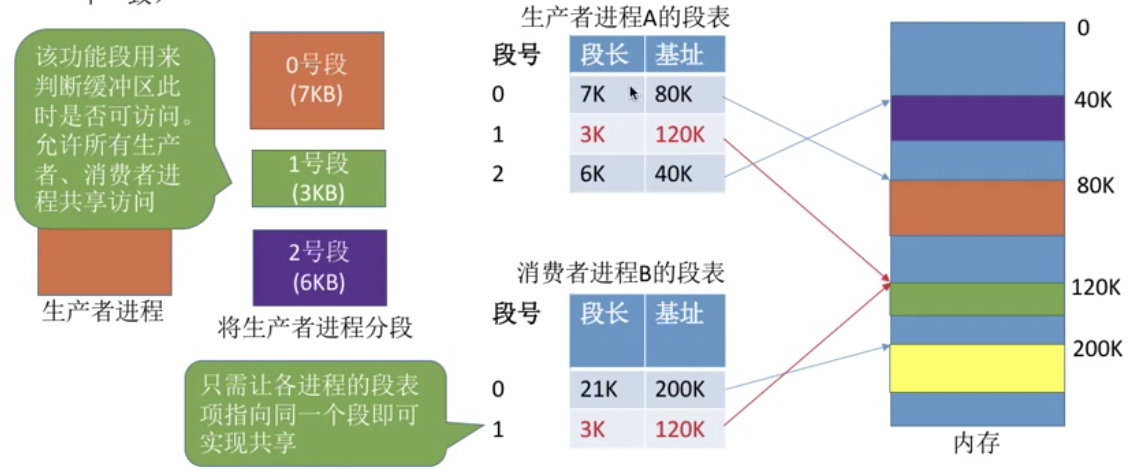 该功能段用来
判断缓冲区此
时是否可访问。
允许所有生产
者、消费者进
程共享访问
0号段
(7KB)
1号段
(3KB)
2号段
(6KB)
生产者进程
将生产者进程分段
生产者进程A的段表
段号 段长 基址
0 7K 80K
1 3K 120K
2 6K 40K
消费者进程B的段表
段号 段长 基址
0 21K 200K
1 3K 120K
只需让各进程的段表
项指向同一个段即可
实现共享
0
40K
80K
120K
200K
内存